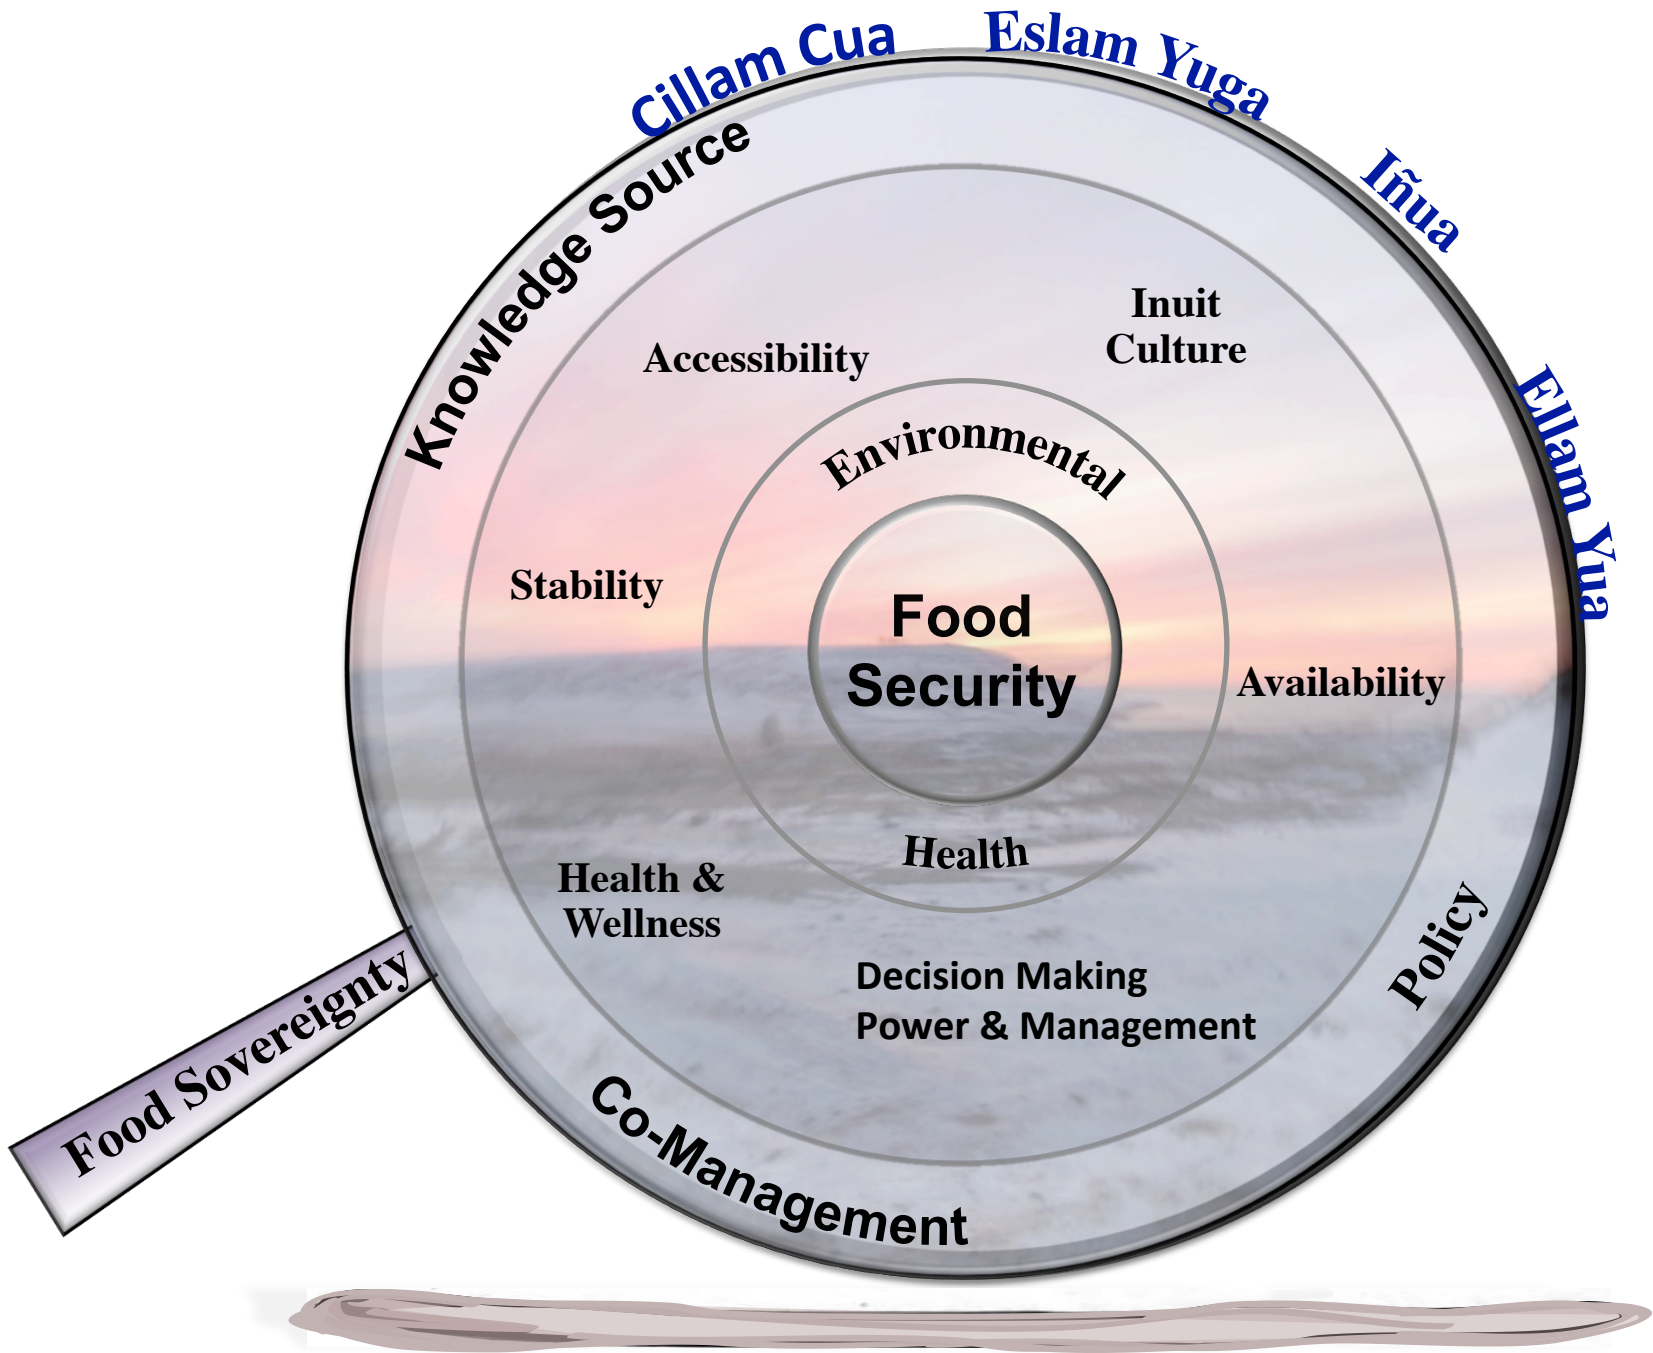 Cillam Cua
Eslam Yuga
Iñua
Ellam Yua
Knowledge Source
Inuit
Culture
Accessibility
Environmental
Stability
Food
Security
Availability
Health
Health &
Wellness
Decision Making
Power & Management
Policy
Co-Management
Food Sovereignty